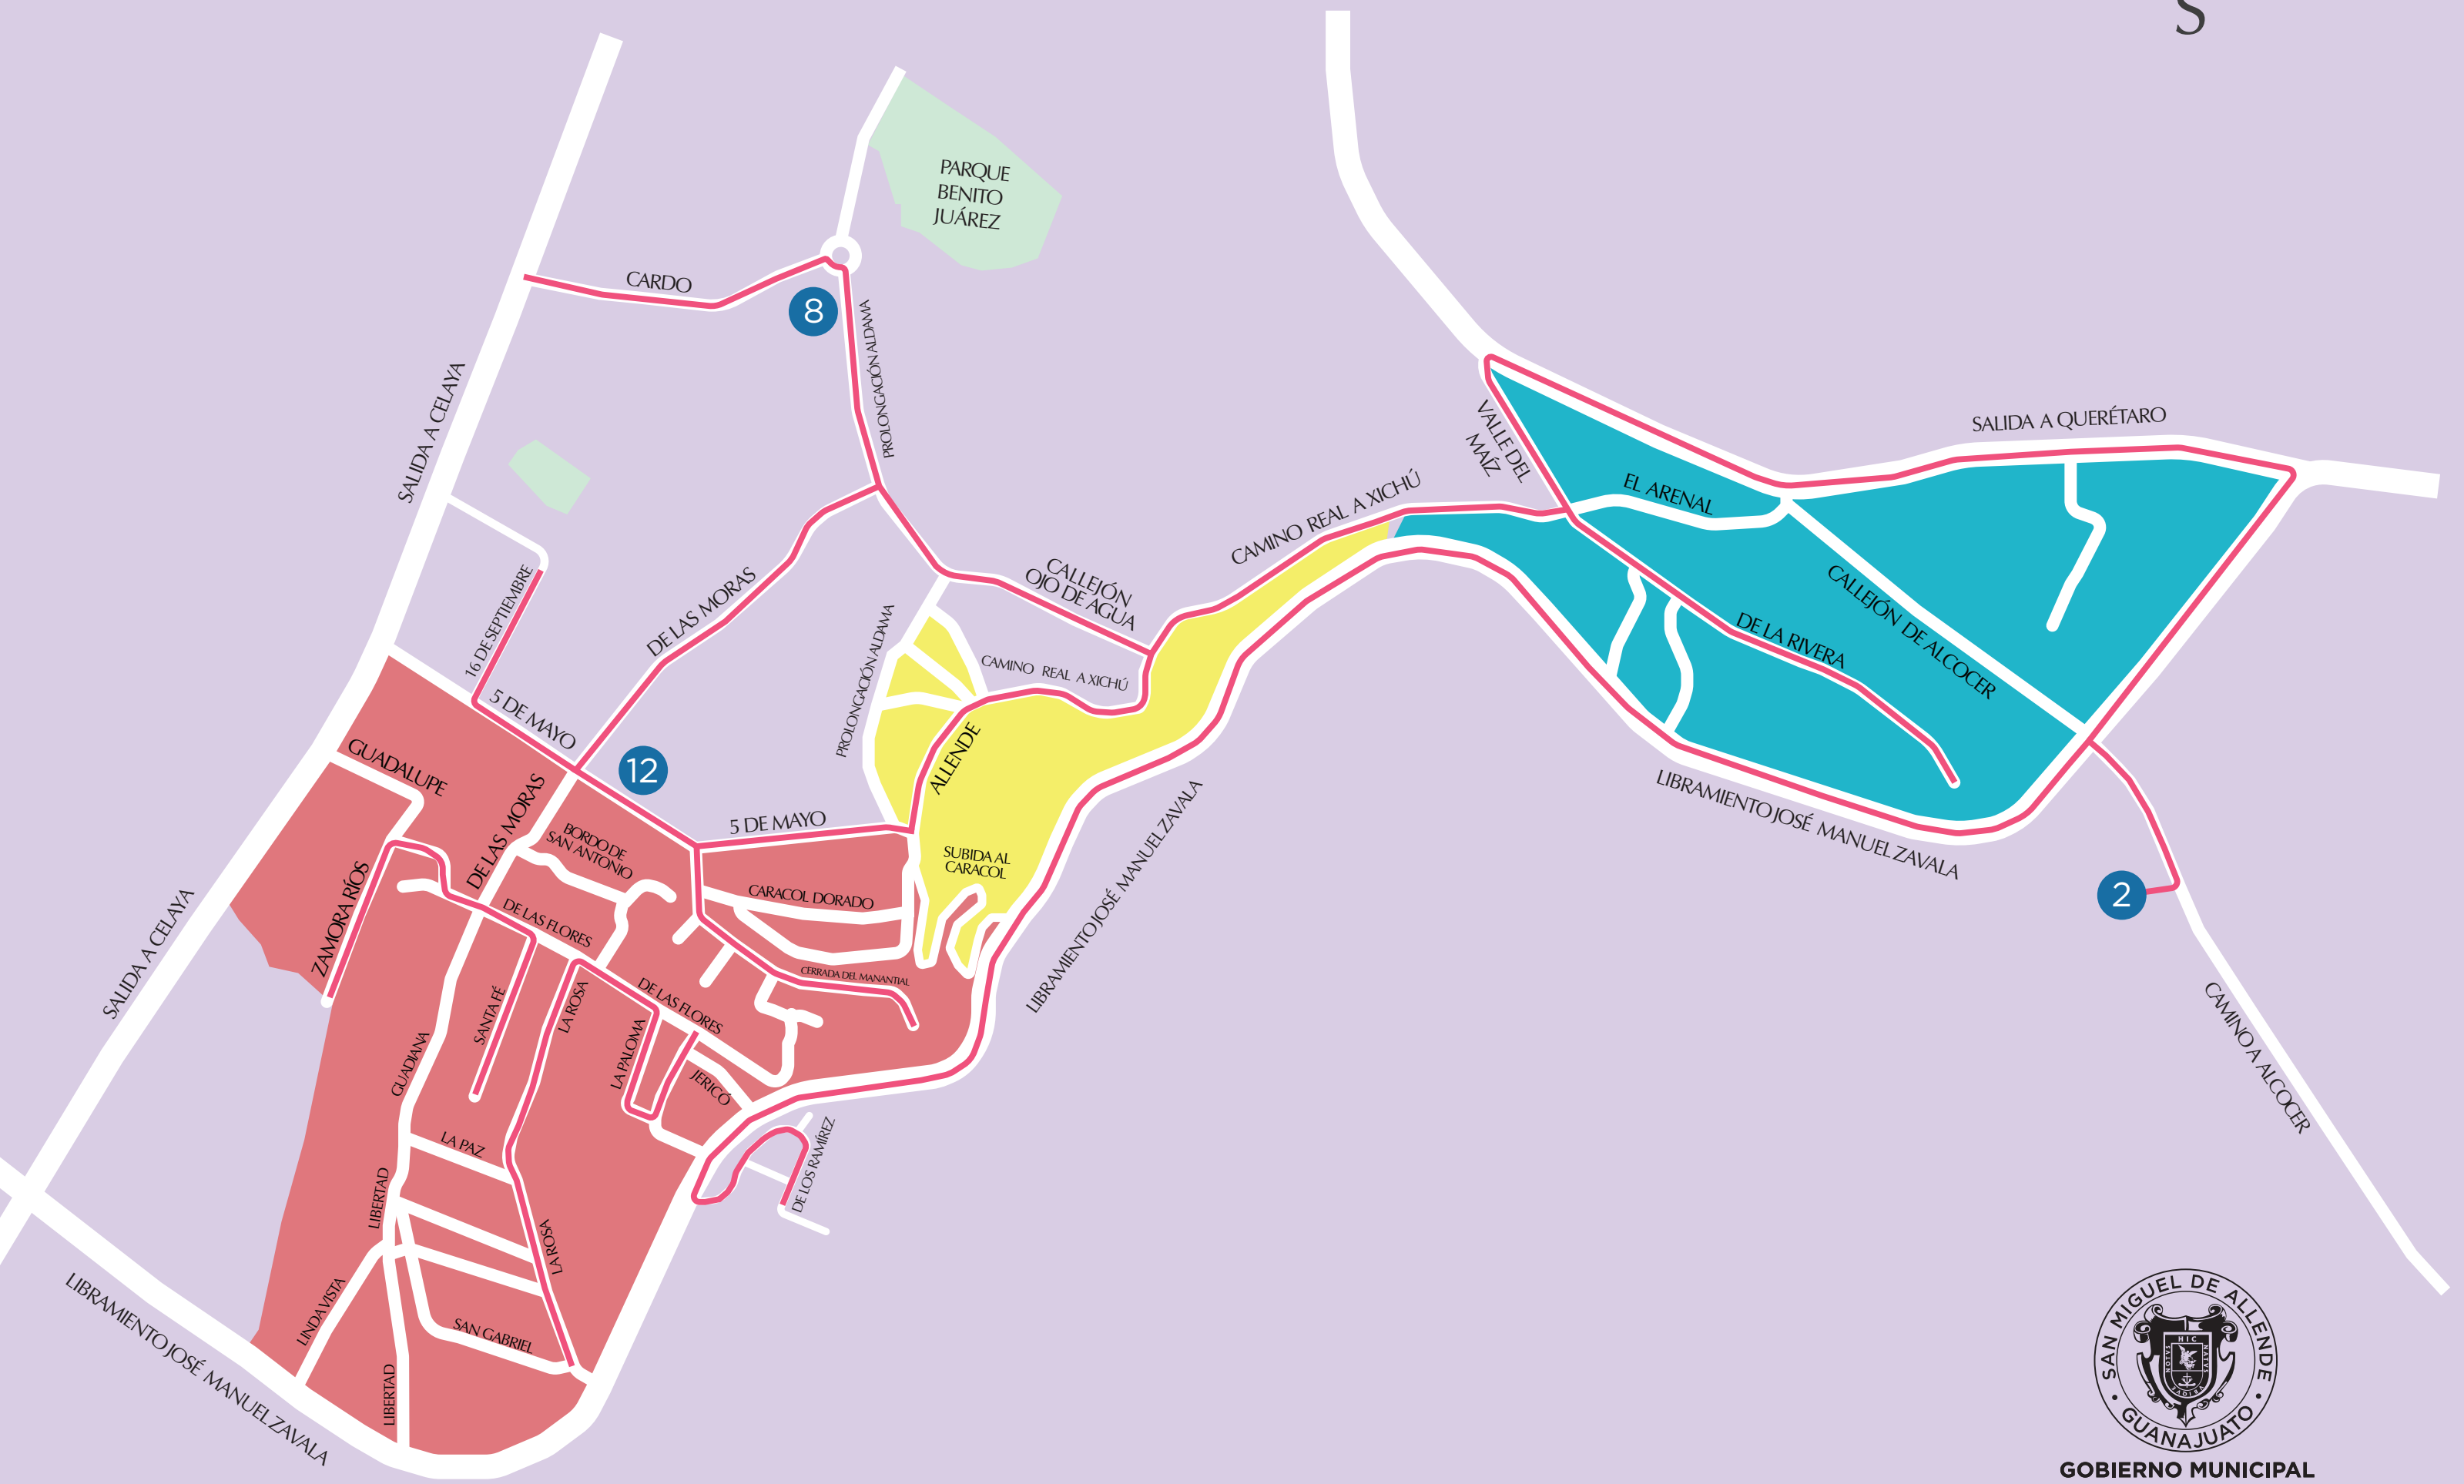 S
PARQUE
BENITO
JUÁREZ
CARDO
8
PROLONGACIÓN ALDAMA
SALIDA A CELAYA
VALLE DEL
MAÍZ
SALIDA A QUERÉTARO
EL ARENAL
CAMINO REAL A XICHÚ
CALLEJÓN
OJO DE AGUA
CALLEJÓN DE ALCOCER
16 DE SEPTIEMBRE
DE LAS MORAS
PROLONGACIÓN ALDAMA
CAMINO REAL A XICHÚ
DE LA RIVERA
5 DE MAYO
GUADALUPE
12
ALLENDE
LIBRAMIENTO JOSÉ MANUEL ZAVALA
DE LAS MORAS
5 DE MAYO
BORDO DE
SAN ANTONIO
SUBIDA AL
CARACOL
LIBRAMIENTO JOSÉ MANUEL ZAVALA
2
ZAMORA RÍOS
CARACOL DORADO
DE LAS FLORES
SALIDA A CELAYA
CERRADA DEL MANANTIAL
SANTA FÉ
LA ROSA
DE LAS FLORES
LA PALOMA
GUADIANA
JERICÓ
CAMINO A ALCOCER
LA PAZ
DE LOS RAMÍREZ
LIBERTAD
LA ROSA
LINDAVISTA
SAN GABRIEL
LIBRAMIENTO JOSÉ MANUEL ZAVALA
LIBERTAD
SAN MIGUEL DE ALLENDE
HIC
GUANAJUATO
GOBIERNO MUNICIPAL